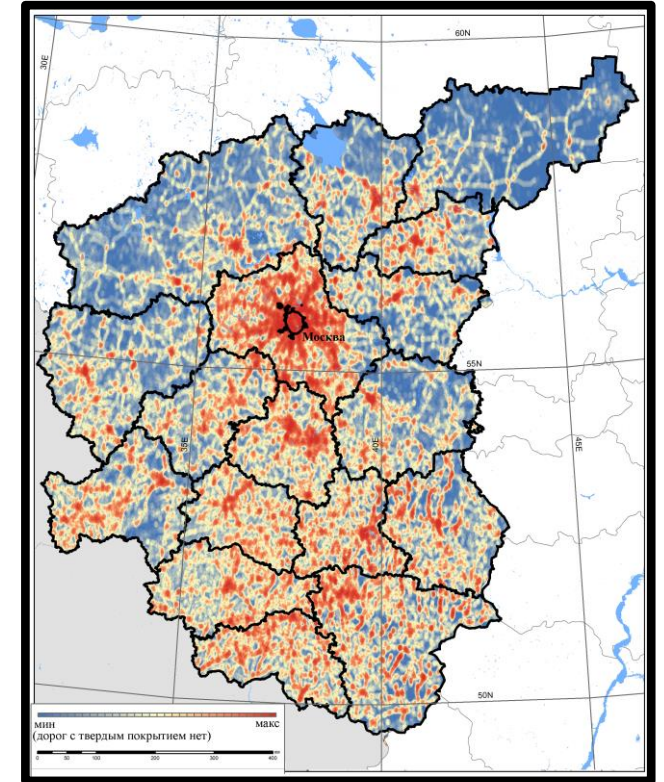 60N
30E
Москва
55N
35E
40E
45E
50N
мин макс
(дорог с твердым покрытием нет)
0 50 100 200 300 400